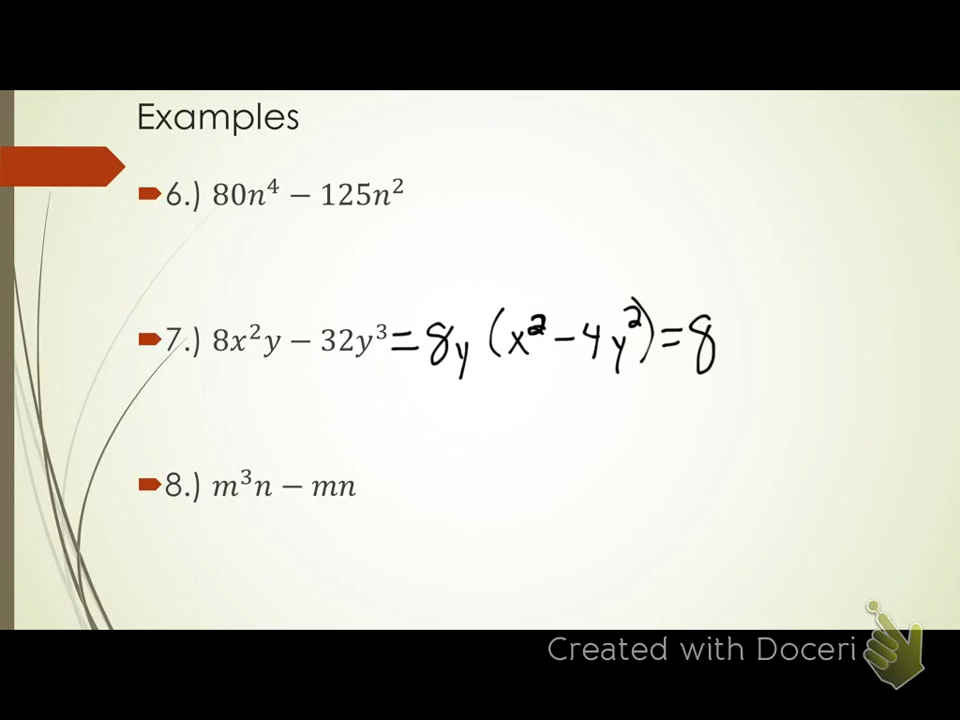 Examples
6.) 80n⁴ − 125n²
7.) 8x²y − 32y³ = 8y (x² − 4y²) = 8
8.) m³n − mn
Created with Doceri